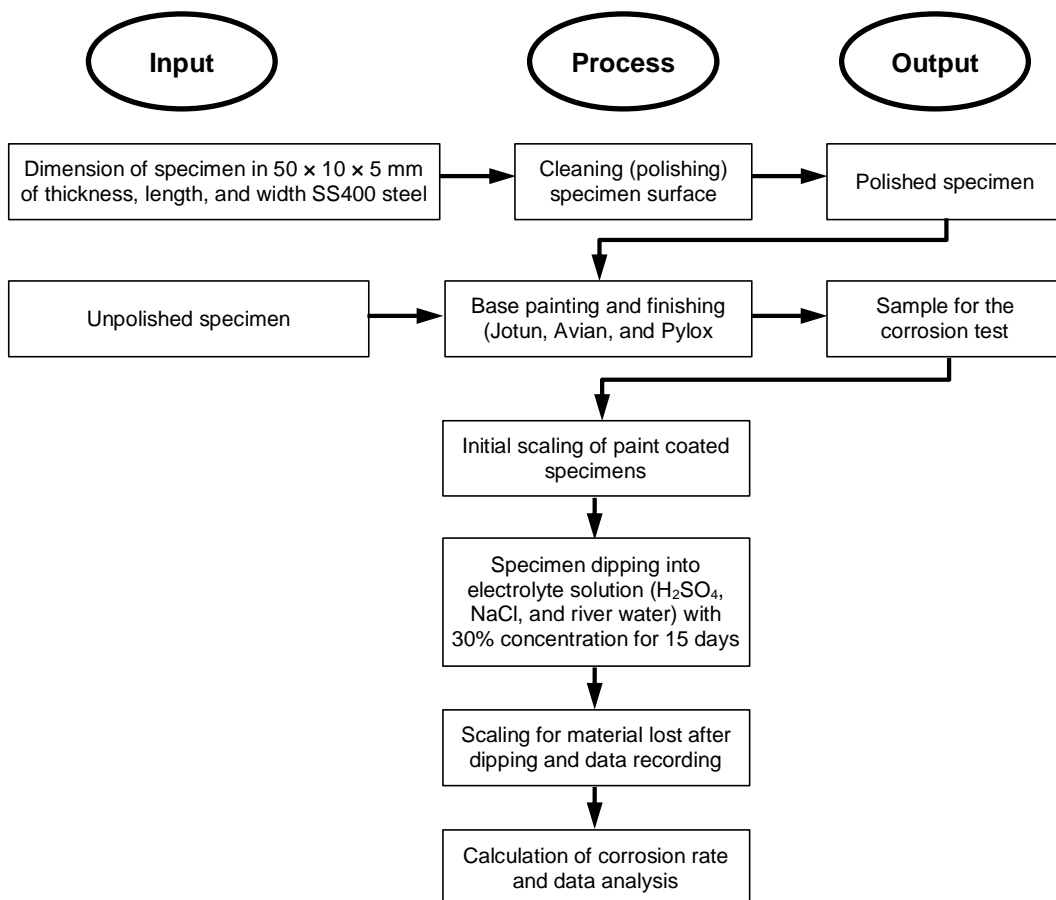 Input
Process
Output
Dimension of specimen in 50 × 10 × 5 mm
of thickness, length, and width SS400 steel
Cleaning (polishing)
specimen surface
Polished specimen
Unpolished specimen
Base painting and finishing
(Jotun, Avian, and Pylox
Sample for the
corrosion test
Initial scaling of paint coated
specimens
Specimen dipping into
electrolyte solution (H₂SO₄,
NaCl, and river water) with
30% concentration for 15 days
Scaling for material lost after
dipping and data recording
Calculation of corrosion rate
and data analysis